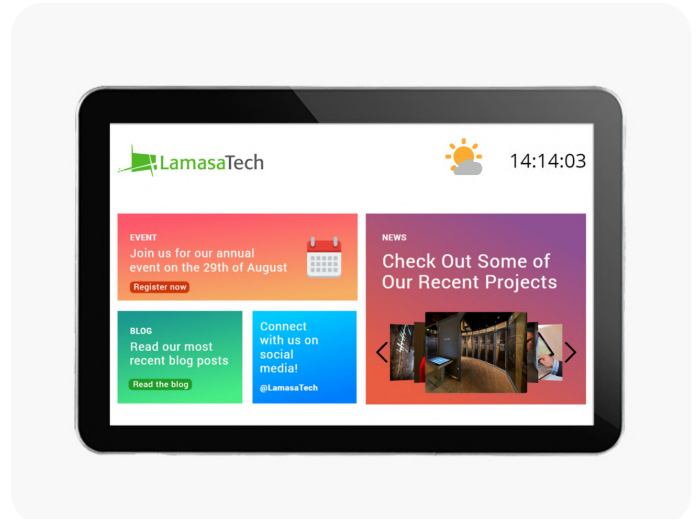 LamasaTech
14:14:03
EVENT
Join us for our annual
event on the 29th of August
Register now
NEWS
Check Out Some of
Our Recent Projects
BLOG
Read our most
recent blog posts
Read the blog
Connect
with us on
social
media!
@LamasaTech